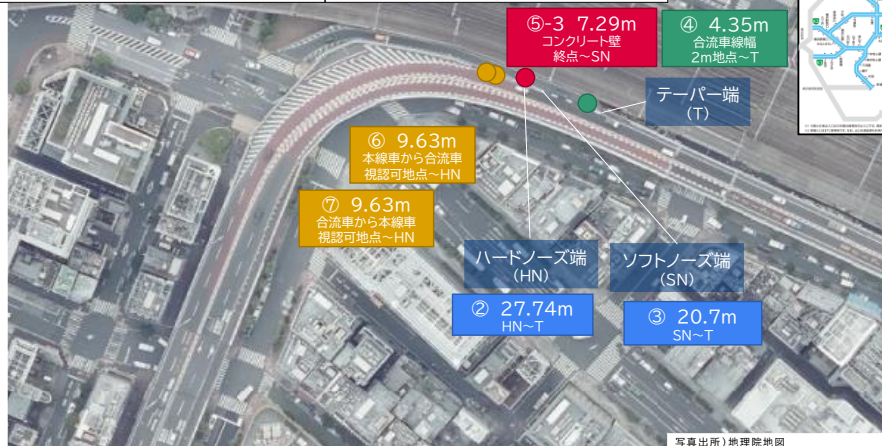 ⑤-3 7.29m
コンクリート壁
終点~SN
④ 4.35m
合流車線幅
2m地点~T
テーパー端
(T)
⑥ 9.63m
本線車から合流車
視認可地点~HN
⑦ 9.63m
合流車から本線車
視認可地点~HN
ハードノーズ端
(HN)
ソフトノーズ端
(SN)
② 27.74m
HN~T
③ 20.7m
SN~T
写真出所)地理院地図